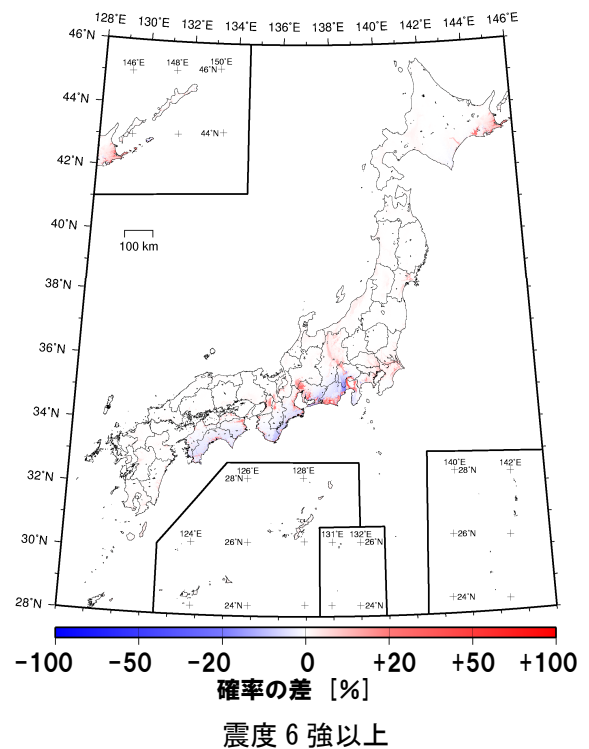 128˚E 130˚E 132˚E 134˚E 136˚E 138˚E 140˚E 142˚E 144˚E 146˚E
46˚N
146˚E 148˚E 150˚E
46˚N
44˚N
44˚N
42˚N
40˚N
100 km
38˚N
36˚N
34˚N
32˚N
126˚E 128˚E
28˚N
140˚E 142˚E
28˚N
30˚N
124˚E
26˚N
131˚E 132˚E
26˚N
26˚N
28˚N
24˚N
24˚N
24˚N
-100 -50 -20 0 +20 +50 +100
確率の差 [%]
震度6強以上